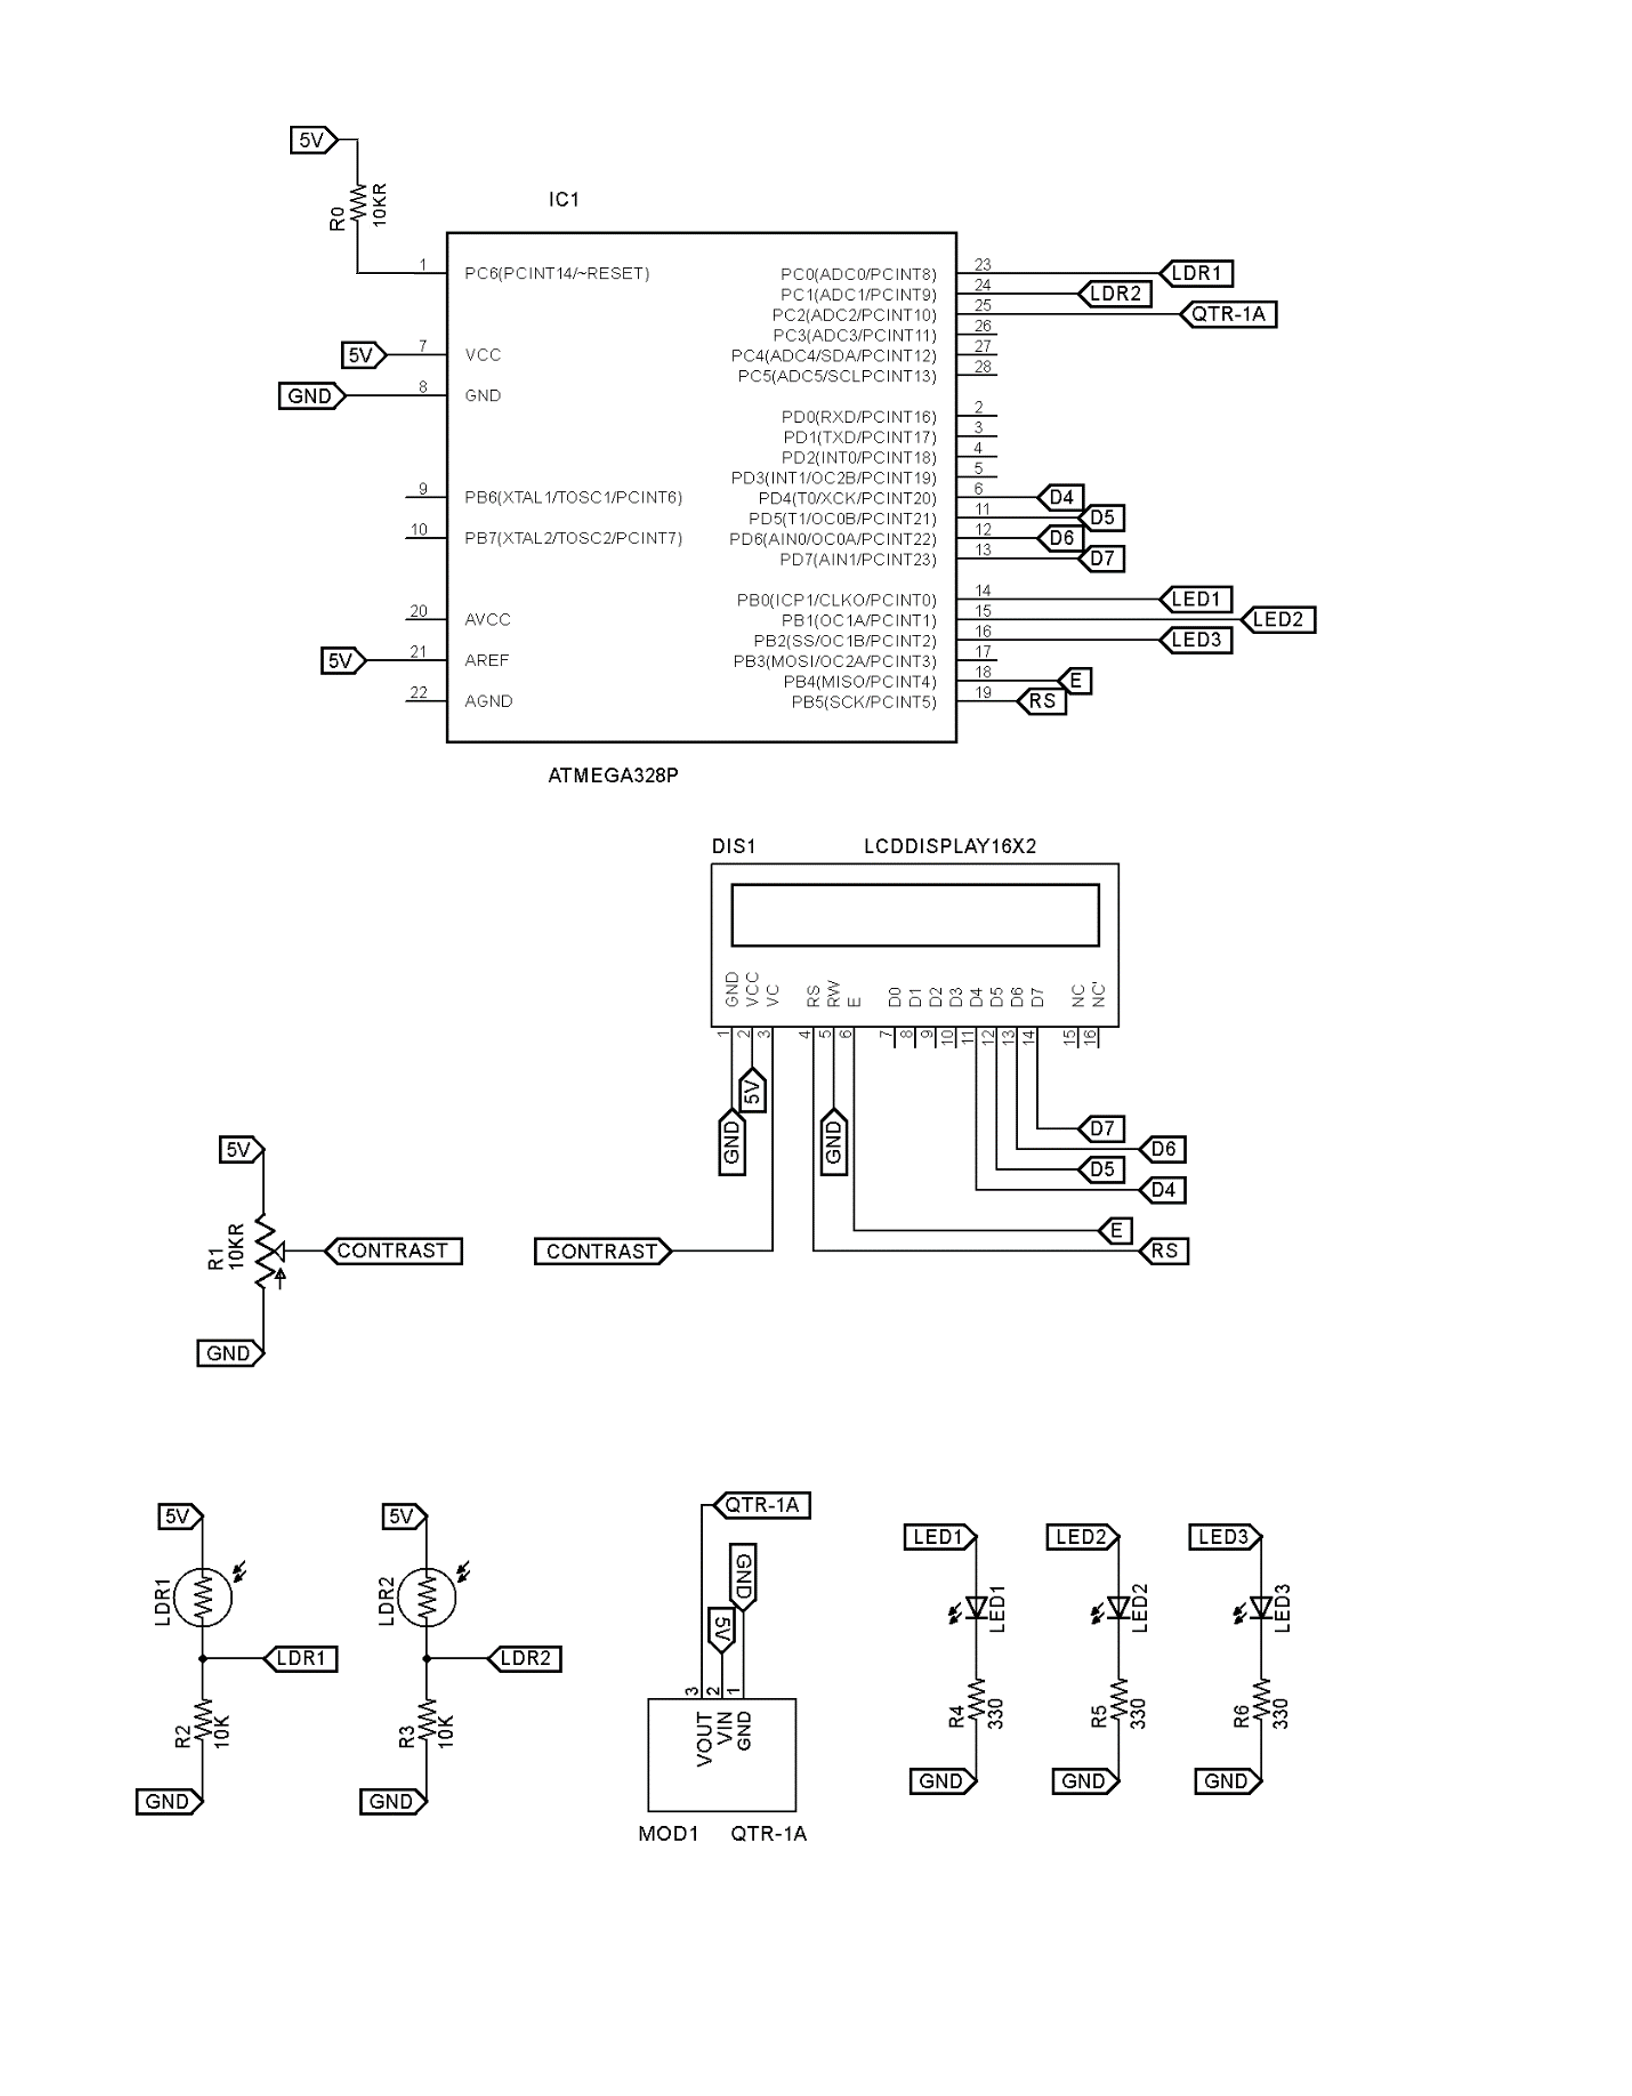 5V
R0
10KR
IC1
1 PC6(PCINT14/~RESET)
5V 7 VCC
GND 8 GND
9 PB6(XTAL1/TOSC1/PCINT6)
10 PB7(XTAL2/TOSC2/PCINT7)
20 AVCC
5V 21 AREF
22 AGND
PC0(ADC0/PCINT8) 23 LDR1
PC1(ADC1/PCINT9) 24 LDR2
PC2(ADC2/PCINT10) 25 QTR-1A
PC3(ADC3/PCINT11) 26
PC4(ADC4/SDA/PCINT12) 27
PC5(ADC5/SCLPCINT13) 28
PD0(RXD/PCINT16) 2
PD1(TXD/PCINT17) 3
PD2(INT0/PCINT18) 4
PD3(INT1/OC2B/PCINT19) 5
PD4(T0/XCK/PCINT20) 6 D4
PD5(T1/OC0B/PCINT21) 11 D5
PD6(AIN0/OC0A/PCINT22) 12 D6
PD7(AIN1/PCINT23) 13 D7
PB0(ICP1/CLKO/PCINT0) 14 LED1
PB1(OC1A/PCINT1) 15 LED2
PB2(SS/OC1B/PCINT2) 16 LED3
PB3(MOSI/OC2A/PCINT3) 17
PB4(MISO/PCINT4) 18 E
PB5(SCK/PCINT5) 19 RS
ATMEGA328P
DIS1 LCDDISPLAY16X2
GND VCC VC RS RW E D0 D1 D2 D3 D4 D5 D6 D7 NC NC'
1 2 3 4 5 6 7 8 9 10 11 12 13 14 15 16
5V
GND
GND
D7
D6
D5
D4
E
RS
CONTRAST
5V
R1
10KR
CONTRAST
GND
5V
LDR1
LDR1
R2
10K
GND
5V
LDR2
LDR2
R3
10K
GND
QTR-1A
GND
5V
3 2 1
VOUT
VIN
GND
MOD1 QTR-1A
LED1
LED1
R4
330
GND
LED2
LED2
R5
330
GND
LED3
LED3
R6
330
GND